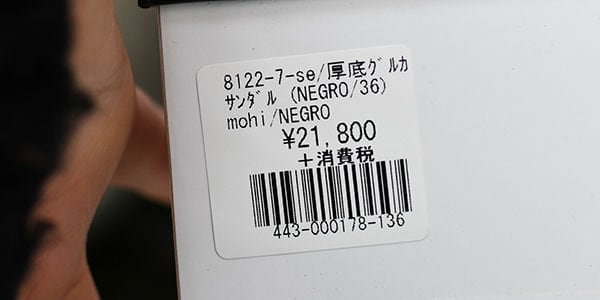 8122-7-se/厚底ｸﾞﾙｶ
ｻﾝﾀﾞﾙ (NEGRO/36)
mohi/NEGRO
¥21,800
+消費税
443-000178-136